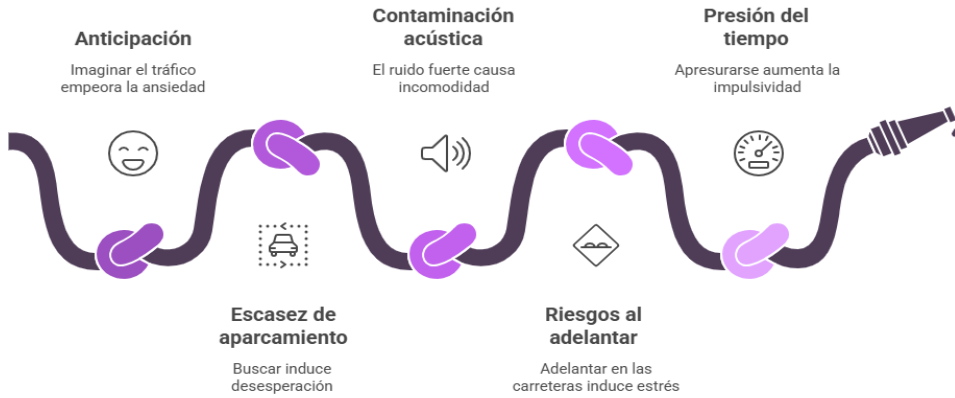 Anticipación
Imaginar el tráfico
empeora la ansiedad
Contaminación
acústica
El ruido fuerte causa
incomodidad
Presión del
tiempo
Apresurarse aumenta la
impulsividad
Escasez de
aparcamiento
Buscar induce
desesperación
Riesgos al
adelantar
Adelantar en las
carreteras induce estrés